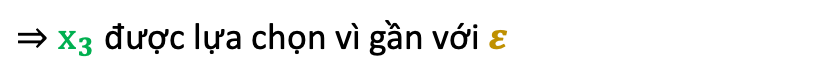 ⇒ x₃ được lựa chọn vì gần với ε